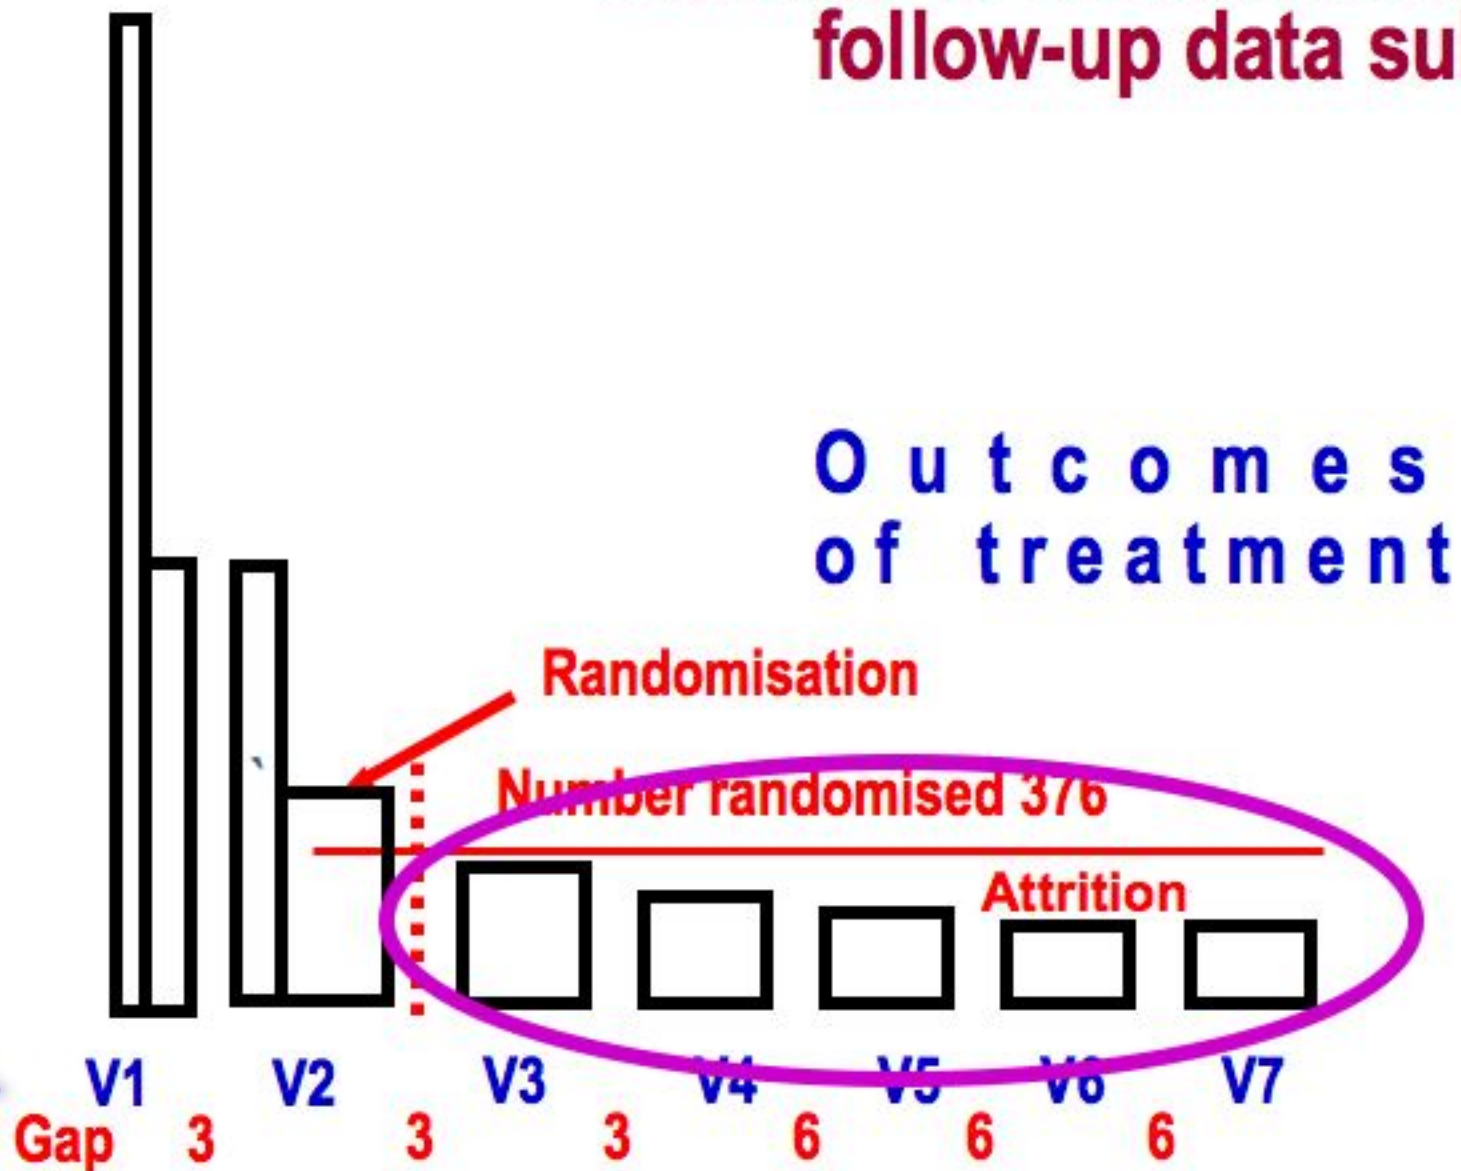 follow-up data su
Outcomes
of treatment
Randomisation
Number randomised 376
Attrition
V1 V2 V3 V4 V5 V6 V7
Gap 3 3 3 6 6 6